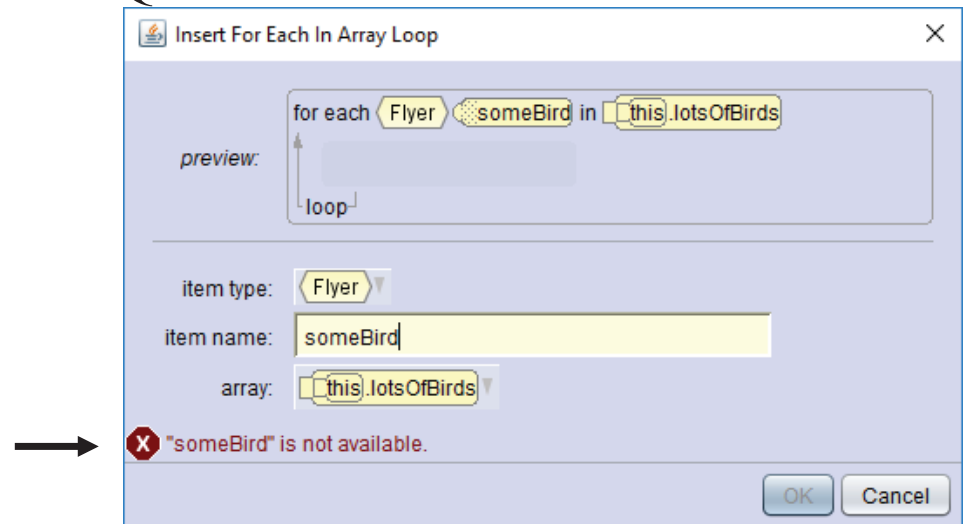 Insert For Each In Array Loop
for each Flyer someBird in this.lotsOfBirds
preview:
loop
item type: Flyer
item name: someBird
array: this.lotsOfBirds
X "someBird" is not available.
OK Cancel